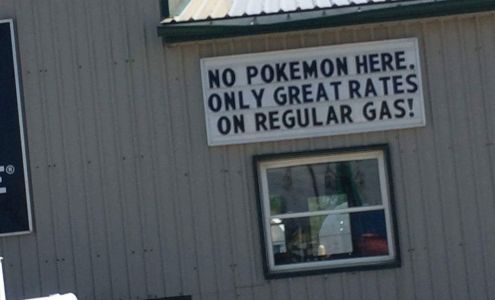 NO POKEMON HERE.
ONLY GREAT RATES
ON REGULAR GAS!
E®